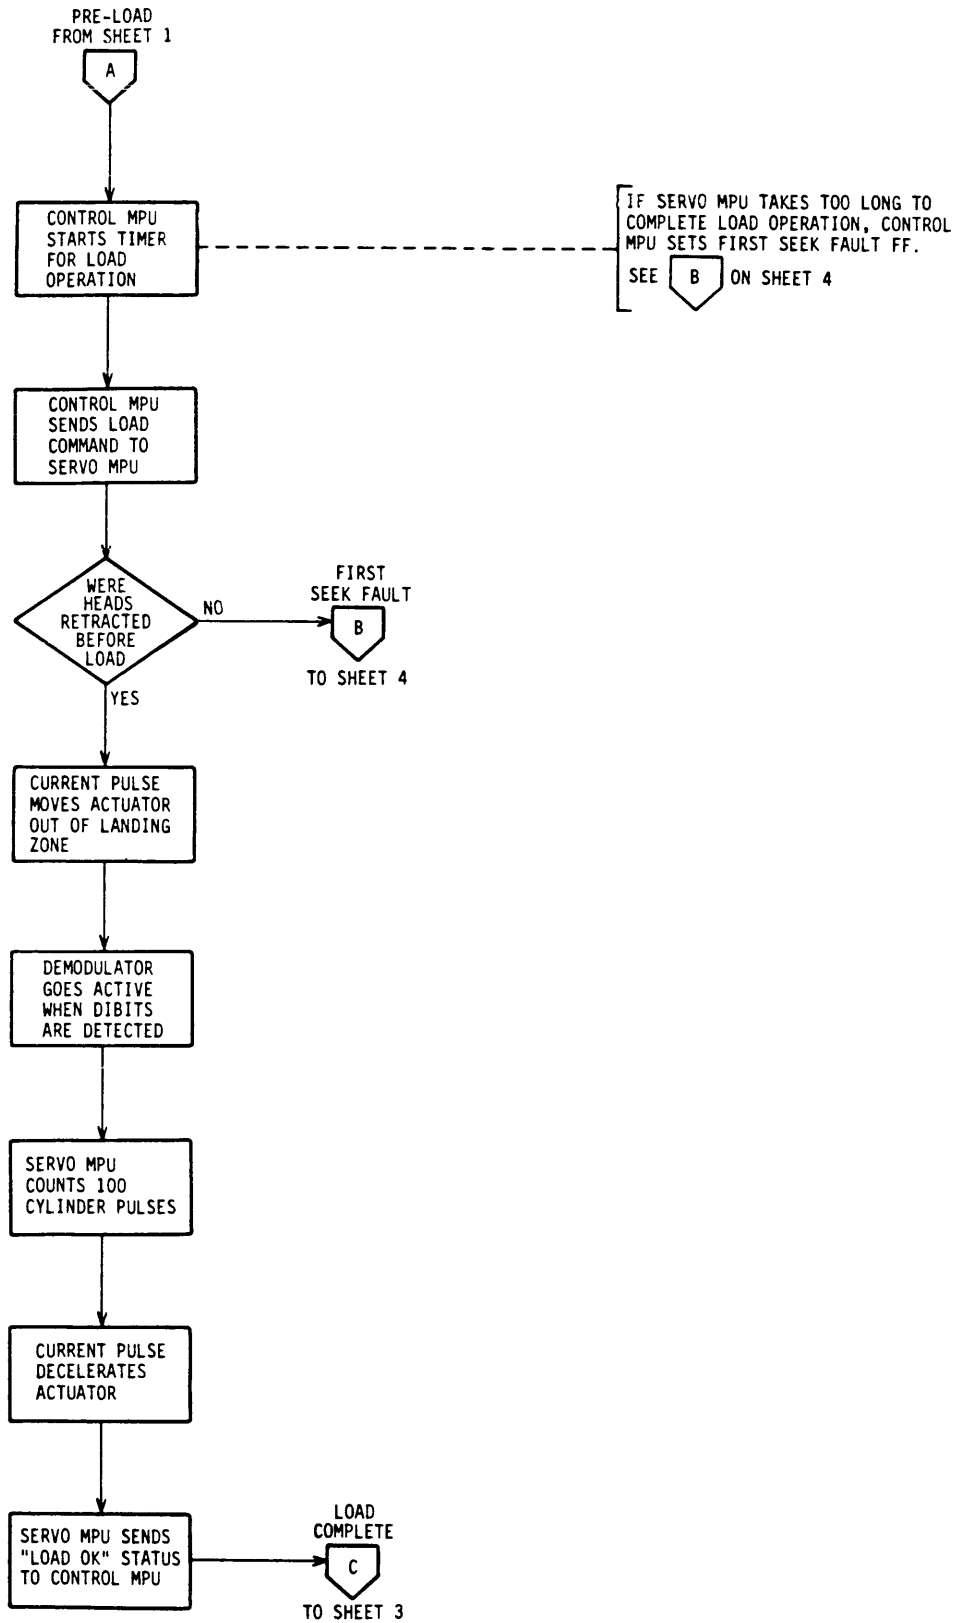 PRE-LOAD
FROM SHEET 1
A
CONTROL MPU
STARTS TIMER
FOR LOAD
OPERATION
IF SERVO MPU TAKES TOO LONG TO
COMPLETE LOAD OPERATION, CONTROL
MPU SETS FIRST SEEK FAULT FF.
SEE B ON SHEET 4
CONTROL MPU
SENDS LOAD
COMMAND TO
SERVO MPU
WERE
HEADS
RETRACTED
BEFORE
LOAD
NO
FIRST
SEEK FAULT
B
TO SHEET 4
YES
CURRENT PULSE
MOVES ACTUATOR
OUT OF LANDING
ZONE
DEMODULATOR
GOES ACTIVE
WHEN DIBITS
ARE DETECTED
SERVO MPU
COUNTS 100
CYLINDER PULSES
CURRENT PULSE
DECELERATES
ACTUATOR
SERVO MPU SENDS
"LOAD OK" STATUS
TO CONTROL MPU
LOAD
COMPLETE
C
TO SHEET 3